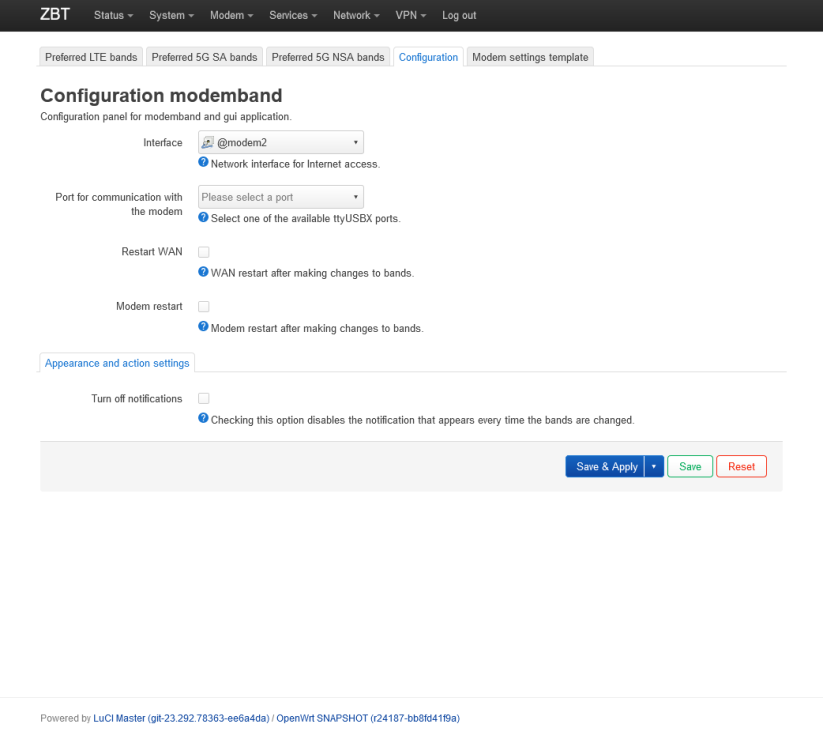 ZBT Status System Modem Services Network VPN Log out
Preferred LTE bands Preferred 5G SA bands Preferred 5G NSA bands Configuration Modem settings template
Configuration modemband
Configuration panel for modemband and gui application.
Interface @modem2
Network interface for Internet access.
Port for communication with the modem Please select a port
Select one of the available ttyUSBX ports.
Restart WAN
WAN restart after making changes to bands.
Modem restart
Modem restart after making changes to bands.
Appearance and action settings
Turn off notifications
Checking this option disables the notification that appears every time the bands are changed.
Save & Apply Save Reset
Powered by LuCI Master (git-23.292.78363-ee6a4da) / OpenWrt SNAPSHOT (r24187-bb8fd41f9a)